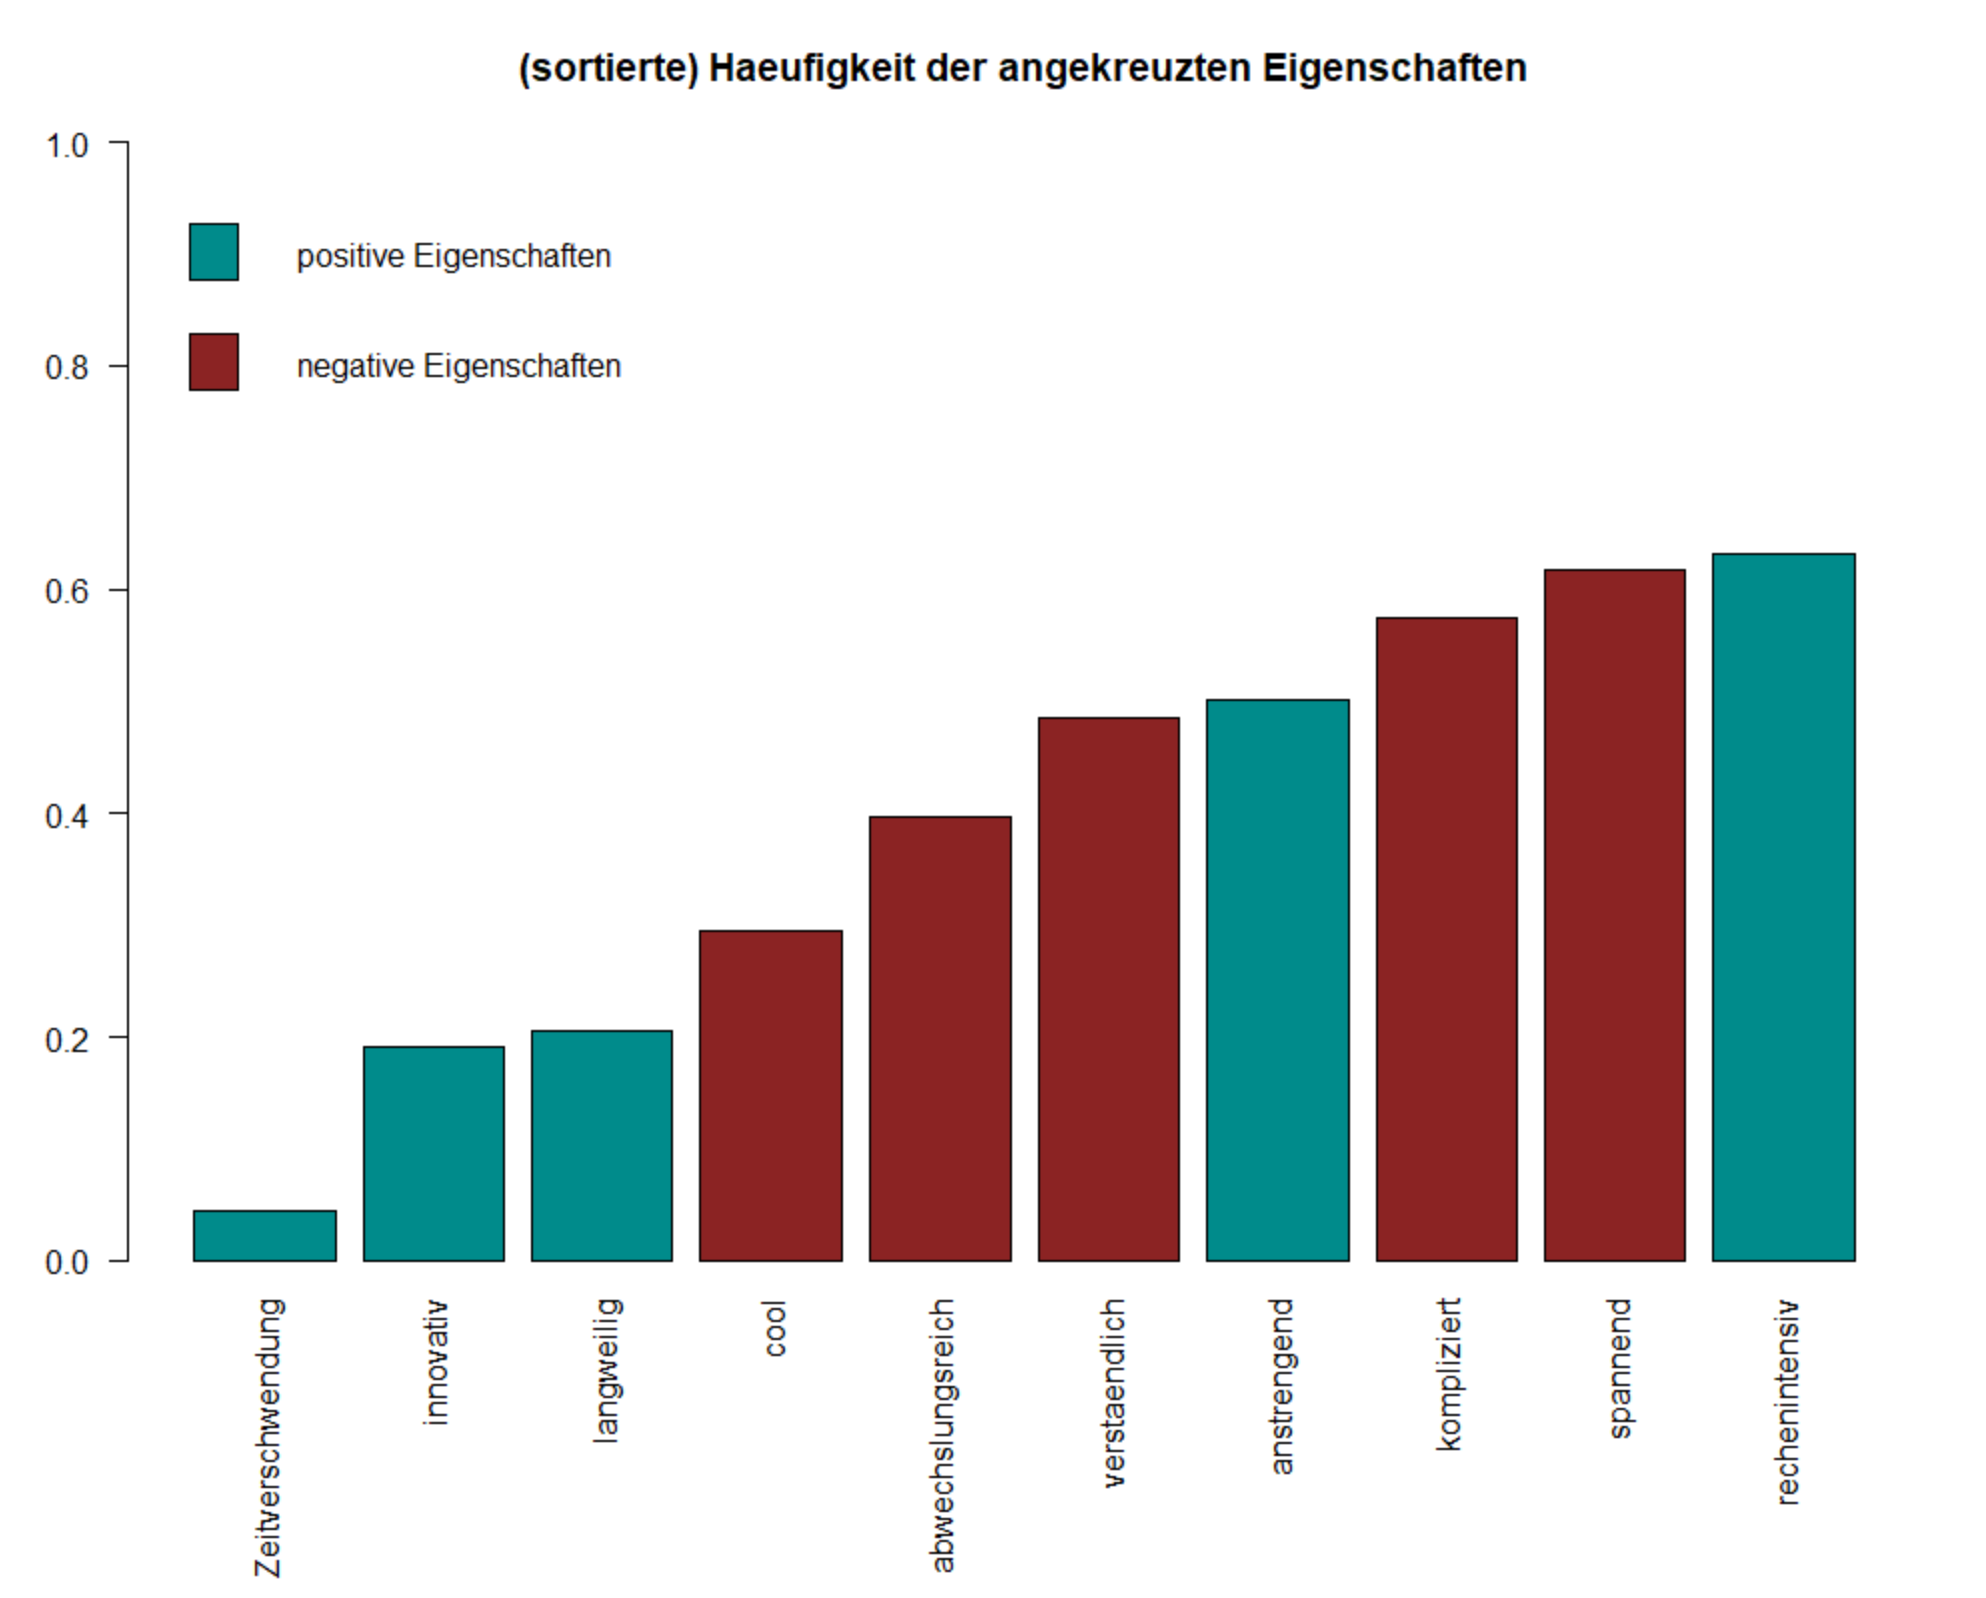 (sortierte) Haeufigkeit der angekreuzten Eigenschaften
1.0
0.8
0.6
0.4
0.2
0.0
positive Eigenschaften
negative Eigenschaften
Zeitverschwendung
innovativ
langweilig
cool
abwechslungsreich
verstaendlich
anstrengend
kompliziert
spannend
rechenintensiv